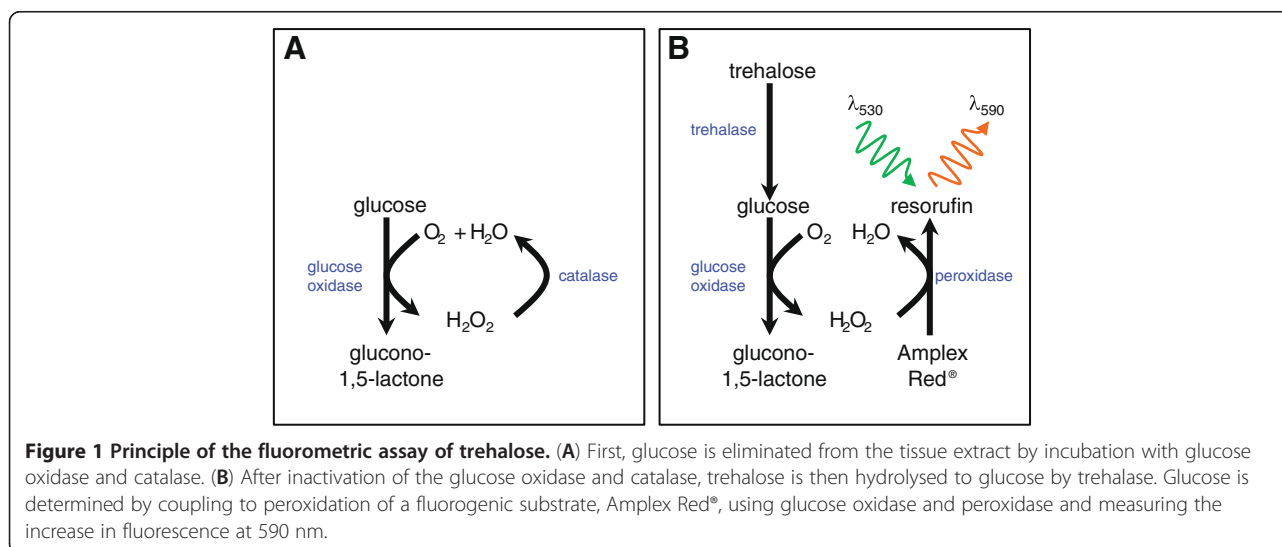 A
glucose
O₂ + H₂O
glucose
oxidase
catalase
H₂O₂
glucono-
1,5-lactone
B
trehalose
λ₅₃₀
λ₅₉₀
trehalase
glucose
resorufin
O₂
H₂O
glucose
oxidase
peroxidase
H₂O₂
glucono-
1,5-lactone
Amplex
Red®
Figure 1 Principle of the fluorometric assay of trehalose. (A) First, glucose is eliminated from the tissue extract by incubation with glucose
oxidase and catalase. (B) After inactivation of the glucose oxidase and catalase, trehalose is then hydrolysed to glucose by trehalase. Glucose is
determined by coupling to peroxidation of a fluorogenic substrate, Amplex Red®, using glucose oxidase and peroxidase and measuring the
increase in fluorescence at 590 nm.